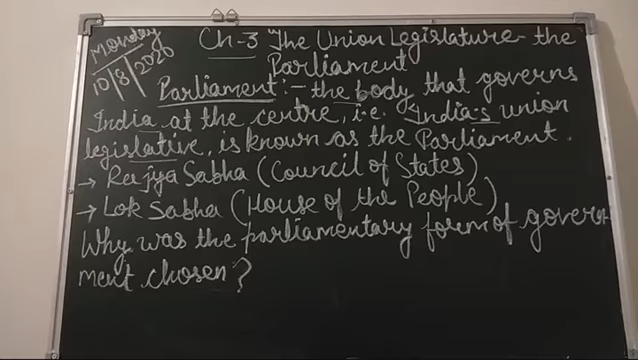 Monday
10/8/2020
Ch-3 The Union Legislature - the
Parliament
Parliament :- the body that governs
India at the centre, i.e. India's union
legislative, is known as the Parliament.
→ Rajya Sabha (Council of States)
→ Lok Sabha (House of the People)
Why was the parliamentary form of govern-
ment chosen?